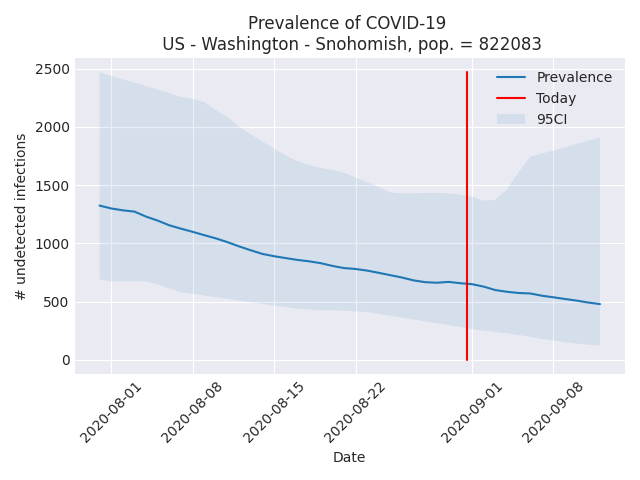 Prevalence of COVID-19
US - Washington - Snohomish, pop. = 822083
2500
2000
1500
1000
500
0
# undetected infections
Prevalence
Today
95CI
2020-08-01
2020-08-08
2020-08-15
2020-08-22
2020-09-01
2020-09-08
Date